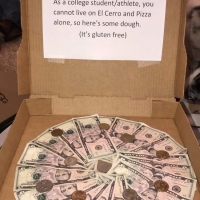 As a college student/athlete, you
cannot live on El Cerro and Pizza
alone, so here's some dough.
(It's gluten free)